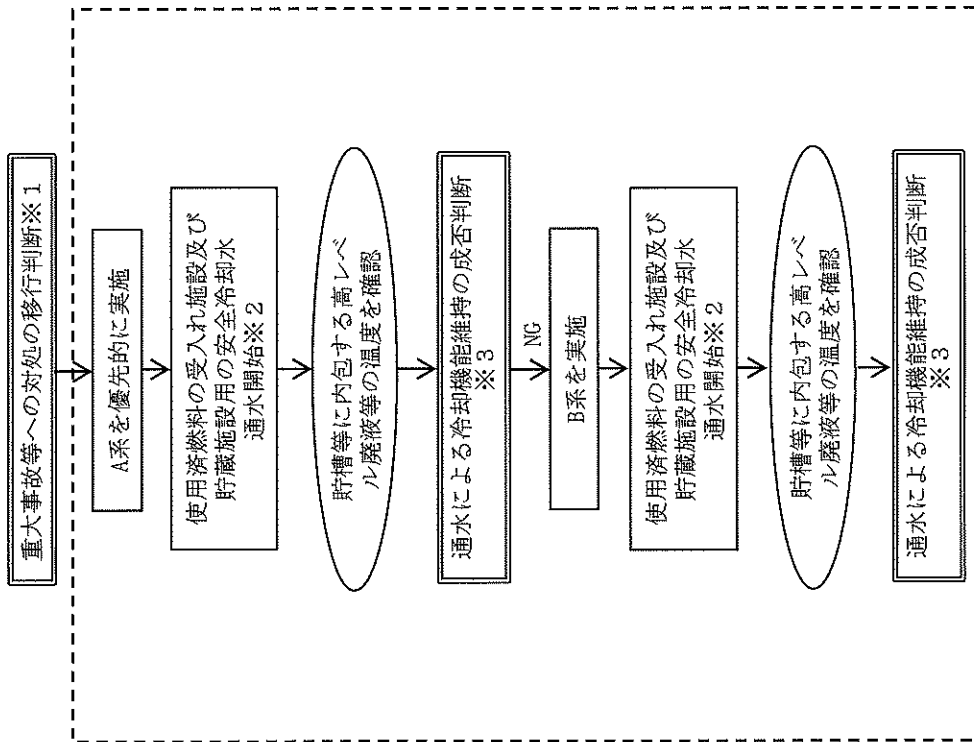 重大事故等への対処の移行判断※1
A系を優先的に実施
使用済燃料の受入れ施設及び
貯蔵施設用の安全冷却水
通水開始※2
貯槽等に内包する高レベ
ル廃液等の温度を確認
通水による冷却機能維持の成否判断
※3
NG
B系を実施
使用済燃料の受入れ施設及び
貯蔵施設用の安全冷却水
通水開始※2
貯槽等に内包する高レベ
ル廃液等の温度を確認
通水による冷却機能維持の成否判断
※3